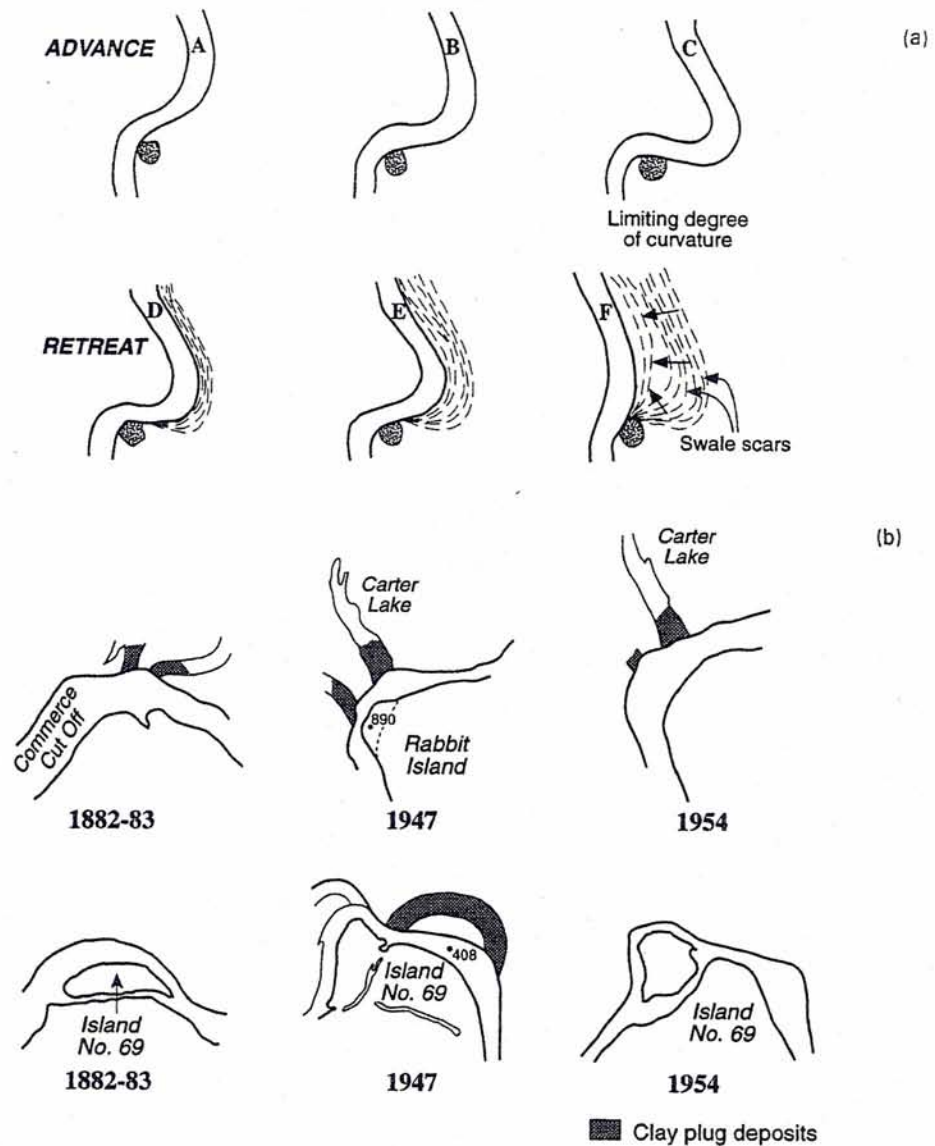 ADVANCE
A
B
C
(a)
Limiting degree
of curvature
RETREAT
D
E
F
Swale scars
(b)
Commerce
Cut Off
1882-83
Carter
Lake
890
Rabbit
Island
1947
Carter
Lake
1954
Island
No. 69
1882-83
408
Island
No. 69
1947
Island
No. 69
1954
Clay plug deposits